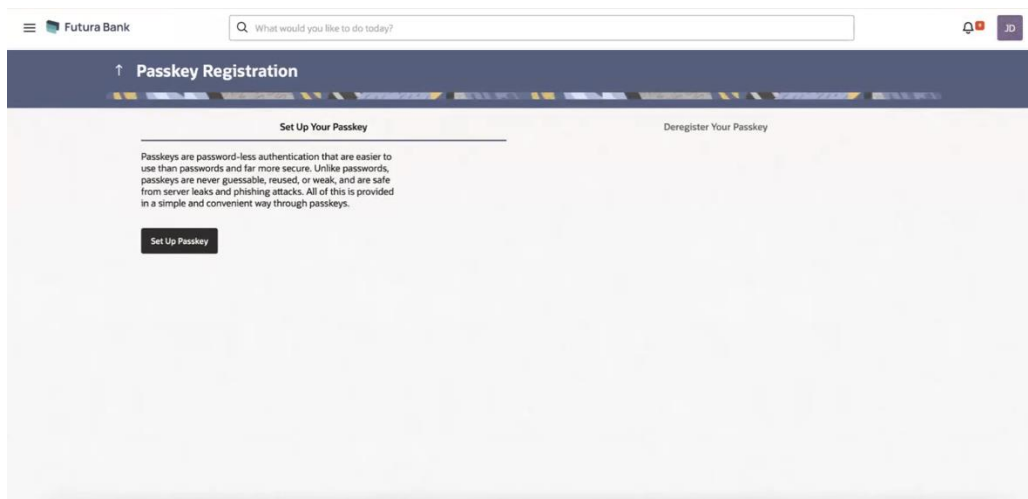 Futura Bank
What would you like to do today?
JD
Passkey Registration
Set Up Your Passkey
Deregister Your Passkey
Passkeys are password-less authentication that are easier to
use than passwords and far more secure. Unlike passwords,
passkeys are never guessable, reused, or weak, and are safe
from server leaks and phishing attacks. All of this is provided
in a simple and convenient way through passkeys.
Set Up Passkey